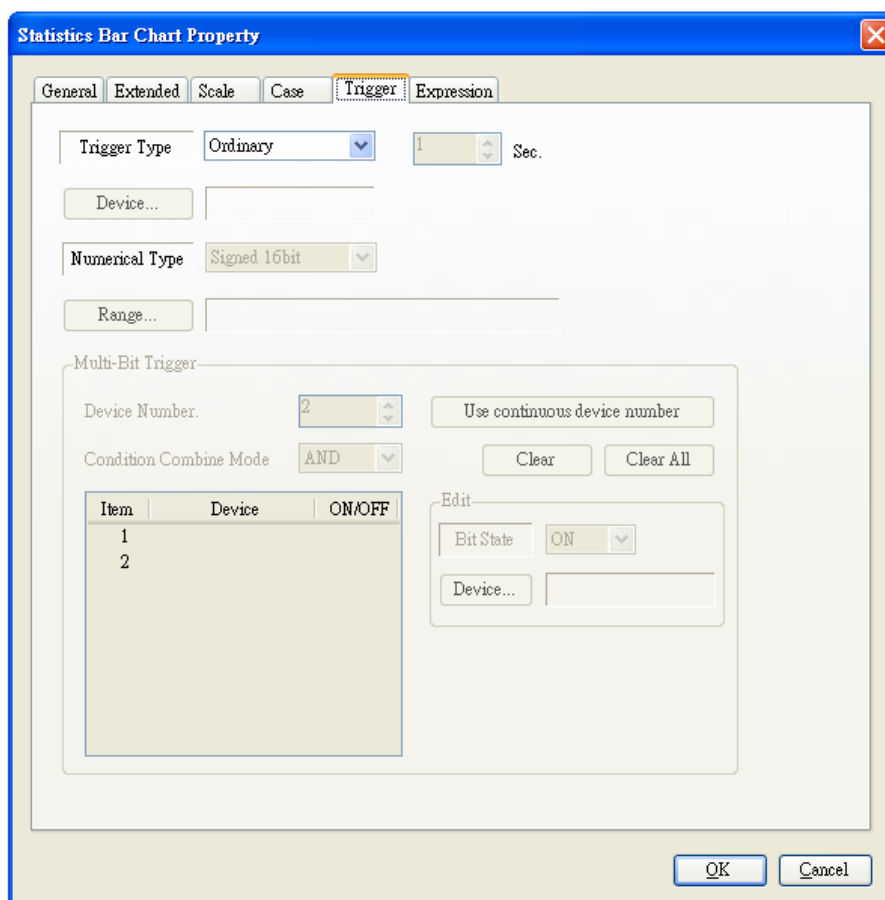 Statistics Bar Chart Property
General Extended Scale Case Trigger Expression
Trigger Type Ordinary 1 Sec.
Device...
Numerical Type Signed 16bit
Range...
Multi-Bit Trigger
Device Number. 2 Use continuous device number
Condition Combine Mode AND Clear Clear All
Item Device ON/OFF
1
2
Edit
Bit State ON
Device...
OK Cancel